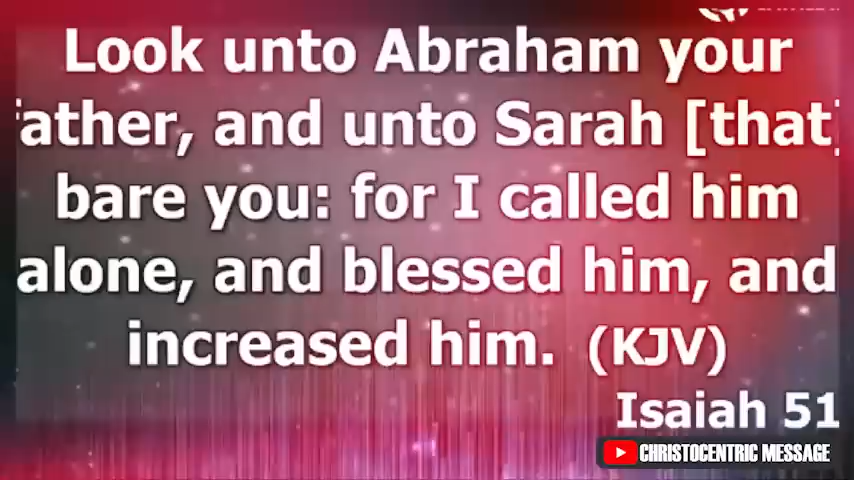 Look unto Abraham your
ather, and unto Sarah [that]
bare you: for I called him
alone, and blessed him, and
increased him. (KJV)
Isaiah 51
CHRISTOCENTRIC MESSAGE